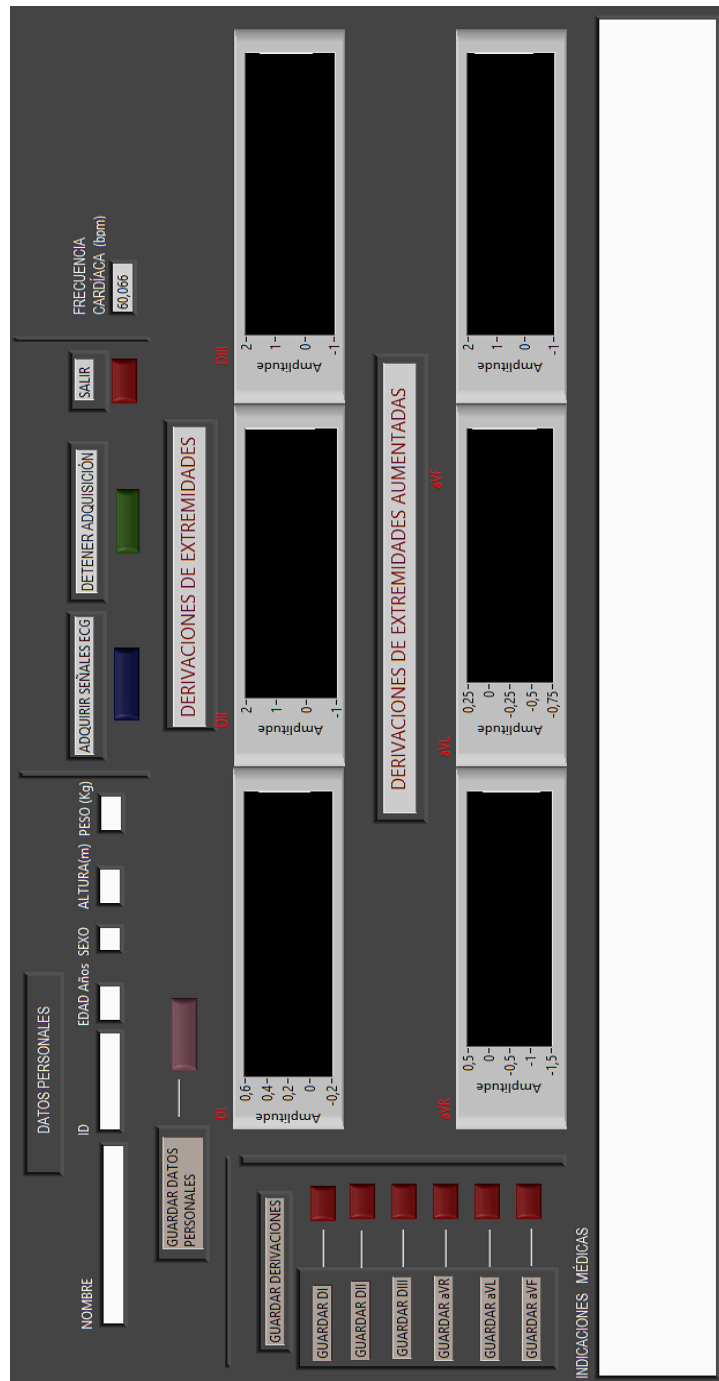 DATOS PERSONALES
NOMBRE
ID
EDAD Años
SEXO
ALTURA(m)
PESO (Kg)
ADQUIRIR SEÑALES ECG
DETENER ADQUISICIÓN
SALIR
FRECUENCIA
CARDÍACA (bpm)
60,066
GUARDAR DATOS
PERSONALES
DERIVACIONES DE EXTREMIDADES
DI
DII
DIII
GUARDAR DERIVACIONES
GUARDAR DI
GUARDAR DII
GUARDAR DIII
GUARDAR aVR
GUARDAR aVL
GUARDAR aVF
Amplitude
0,6
0,4
0,2
0
-0,2
Amplitude
2
1
0
-1
Amplitude
2
1
0
-1
DERIVACIONES DE EXTREMIDADES AUMENTADAS
aVR
aVL
aVF
Amplitude
0,5
0
-0,5
-1
-1,5
Amplitude
0,25
0
-0,25
-0,5
-0,75
Amplitude
2
1
0
-1
INDICACIONES MÉDICAS